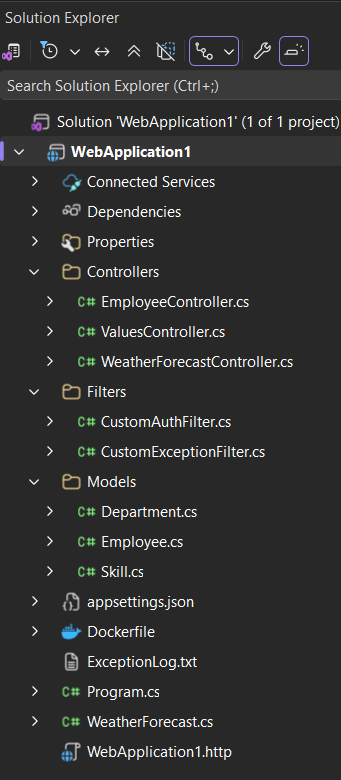 Solution Explorer
Search Solution Explorer (Ctrl+;)
Solution 'WebApplication1' (1 of 1 project)
WebApplication1
Connected Services
Dependencies
Properties
Controllers
C# EmployeeController.cs
C# ValuesController.cs
C# WeatherForecastController.cs
Filters
C# CustomAuthFilter.cs
C# CustomExceptionFilter.cs
Models
C# Department.cs
C# Employee.cs
C# Skill.cs
appsettings.json
Dockerfile
ExceptionLog.txt
C# Program.cs
C# WeatherForecast.cs
WebApplication1.http